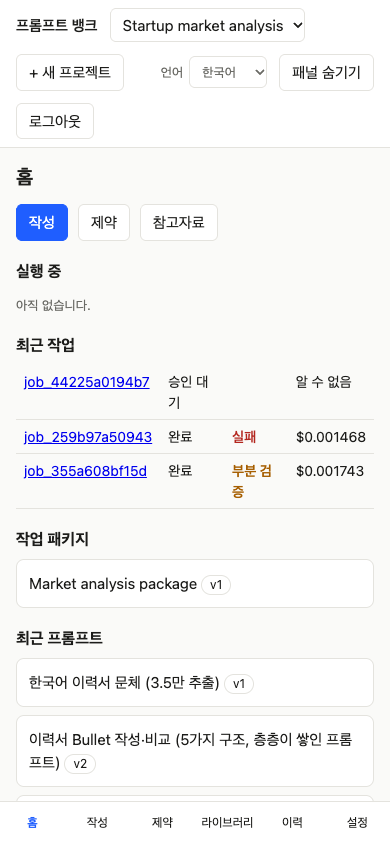 프롬프트 뱅크 Startup market analysis
+ 새 프로젝트 언어 한국어 패널 숨기기
로그아웃
홈
작성 제약 참고자료
실행 중
아직 없습니다.
최근 작업
job_44225a0194b7 승인 대기 알 수 없음
job_259b97a50943 완료 실패 $0.001468
job_355a608bf15d 완료 부분 검증 $0.001743
작업 패키지
Market analysis package v1
최근 프롬프트
한국어 이력서 문체 (3.5만 추출) v1
이력서 Bullet 작성·비교 (5가지 구조, 층층이 쌓인 프롬
프트) v2
홈 작성 제약 라이브러리 이력 설정